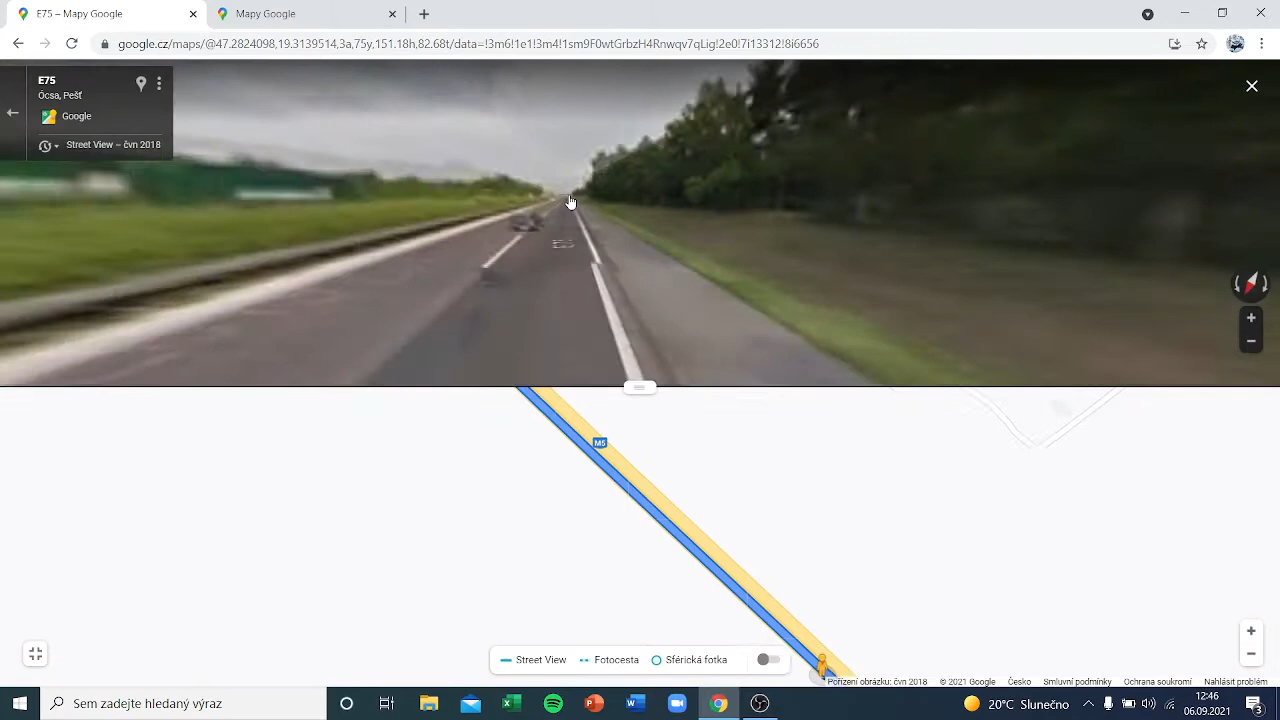 E75 – Mapy Google
Mapy Google
google.cz/maps/@47.2824098,19.3139514,3a,75y,151.18h,82.68t/data=!3m6!1e1!3m4!1sm9F0wtGrbzH4Rnwqv7qLig!2e0!7i13312!8i6656
E75
Ócsa, Pešť
Google
Street View – čvn 2018
M5
Street View
Fotocesta
Sférická fotka
Pořízení obrázku: čvn 2018
© 2021 Google
Česko
Smluvní podmínky
Ochrana soukromí
Nahlásit problém
Sem zadejte hledaný výraz
20°C Slunečno
12:46
06.09.2021